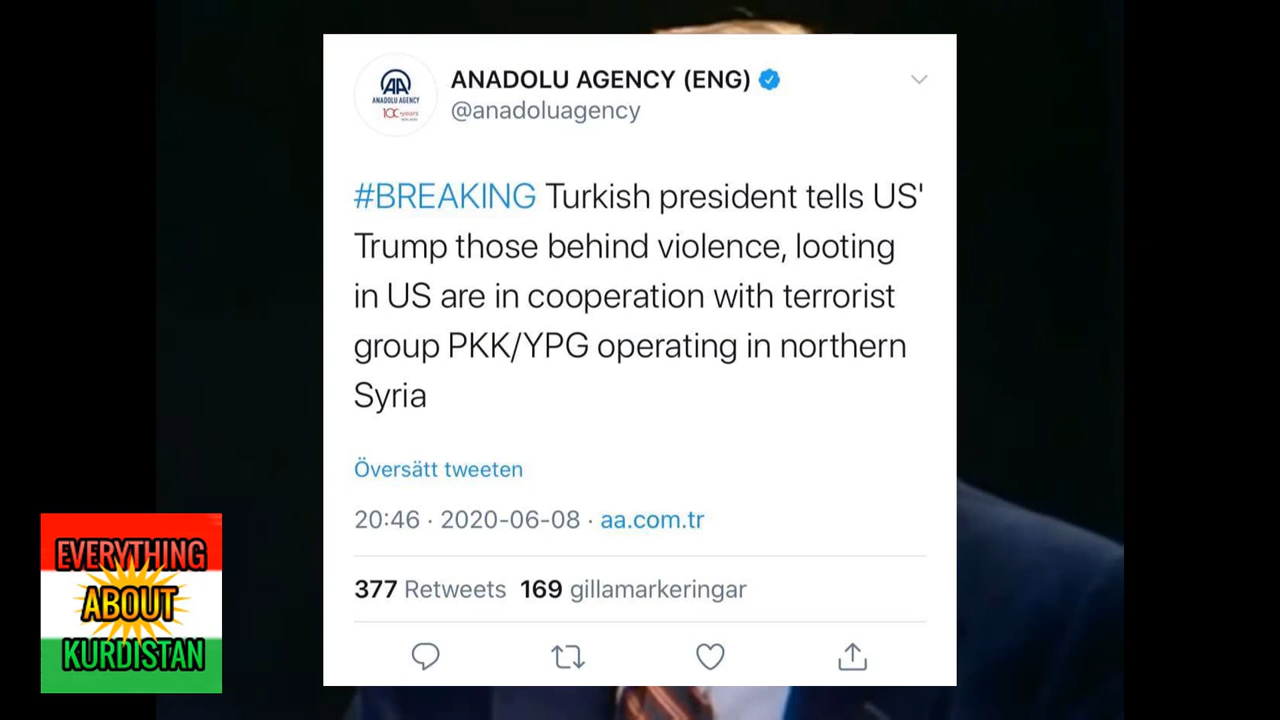 ANADOLU AGENCY (ENG)
@anadoluagency
AA
ANADOLU AGENCY
#BREAKING Turkish president tells US'
Trump those behind violence, looting
in US are in cooperation with terrorist
group PKK/YPG operating in northern
Syria
Översätt tweeten
20:46 · 2020-06-08 · aa.com.tr
377 Retweets 169 gillamarkeringar
EVERYTHING
ABOUT
KURDISTAN